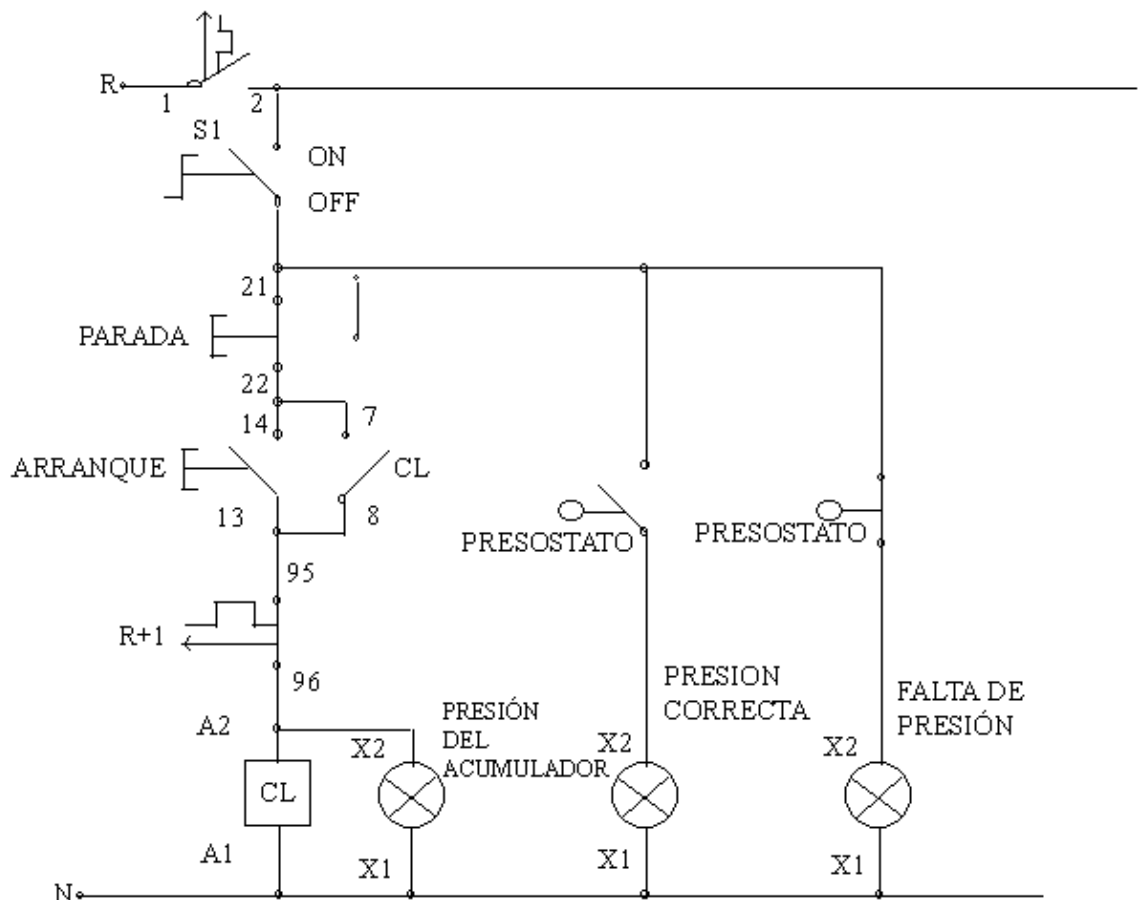 R
1
2
S1
ON
OFF
21
PARADA
22
14
7
ARRANQUE
CL
13
8
PRESOSTATO
PRESOSTATO
95
R+1
96
PRESION
CORRECTA
FALTA DE
PRESIÓN
A2
PRESIÓN
DEL
ACUMULADOR
X2
X2
X2
CL
A1
X1
X1
X1
N